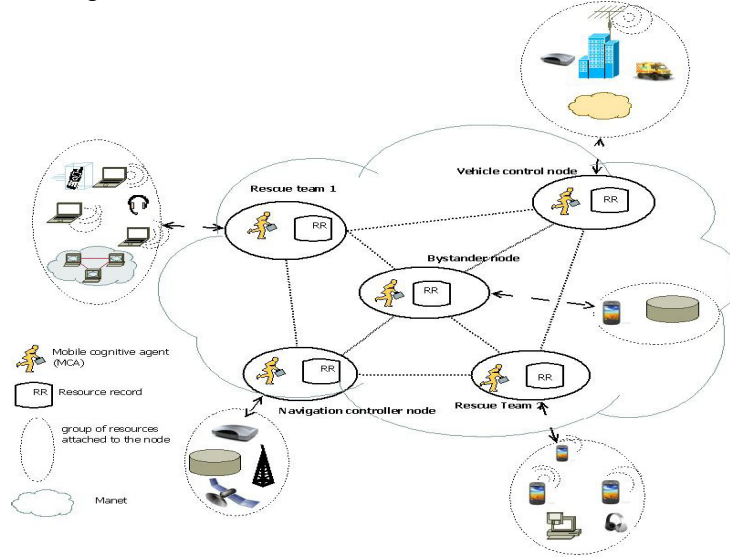 Vehicle control node
Rescue team 1
RR
RR
Bystander node
RR
RR
RR
Navigation controller node
Rescue Team 2
Mobile cognitive agent
(MCA)
RR
Resource record
group of resources
attached to the node
Manet